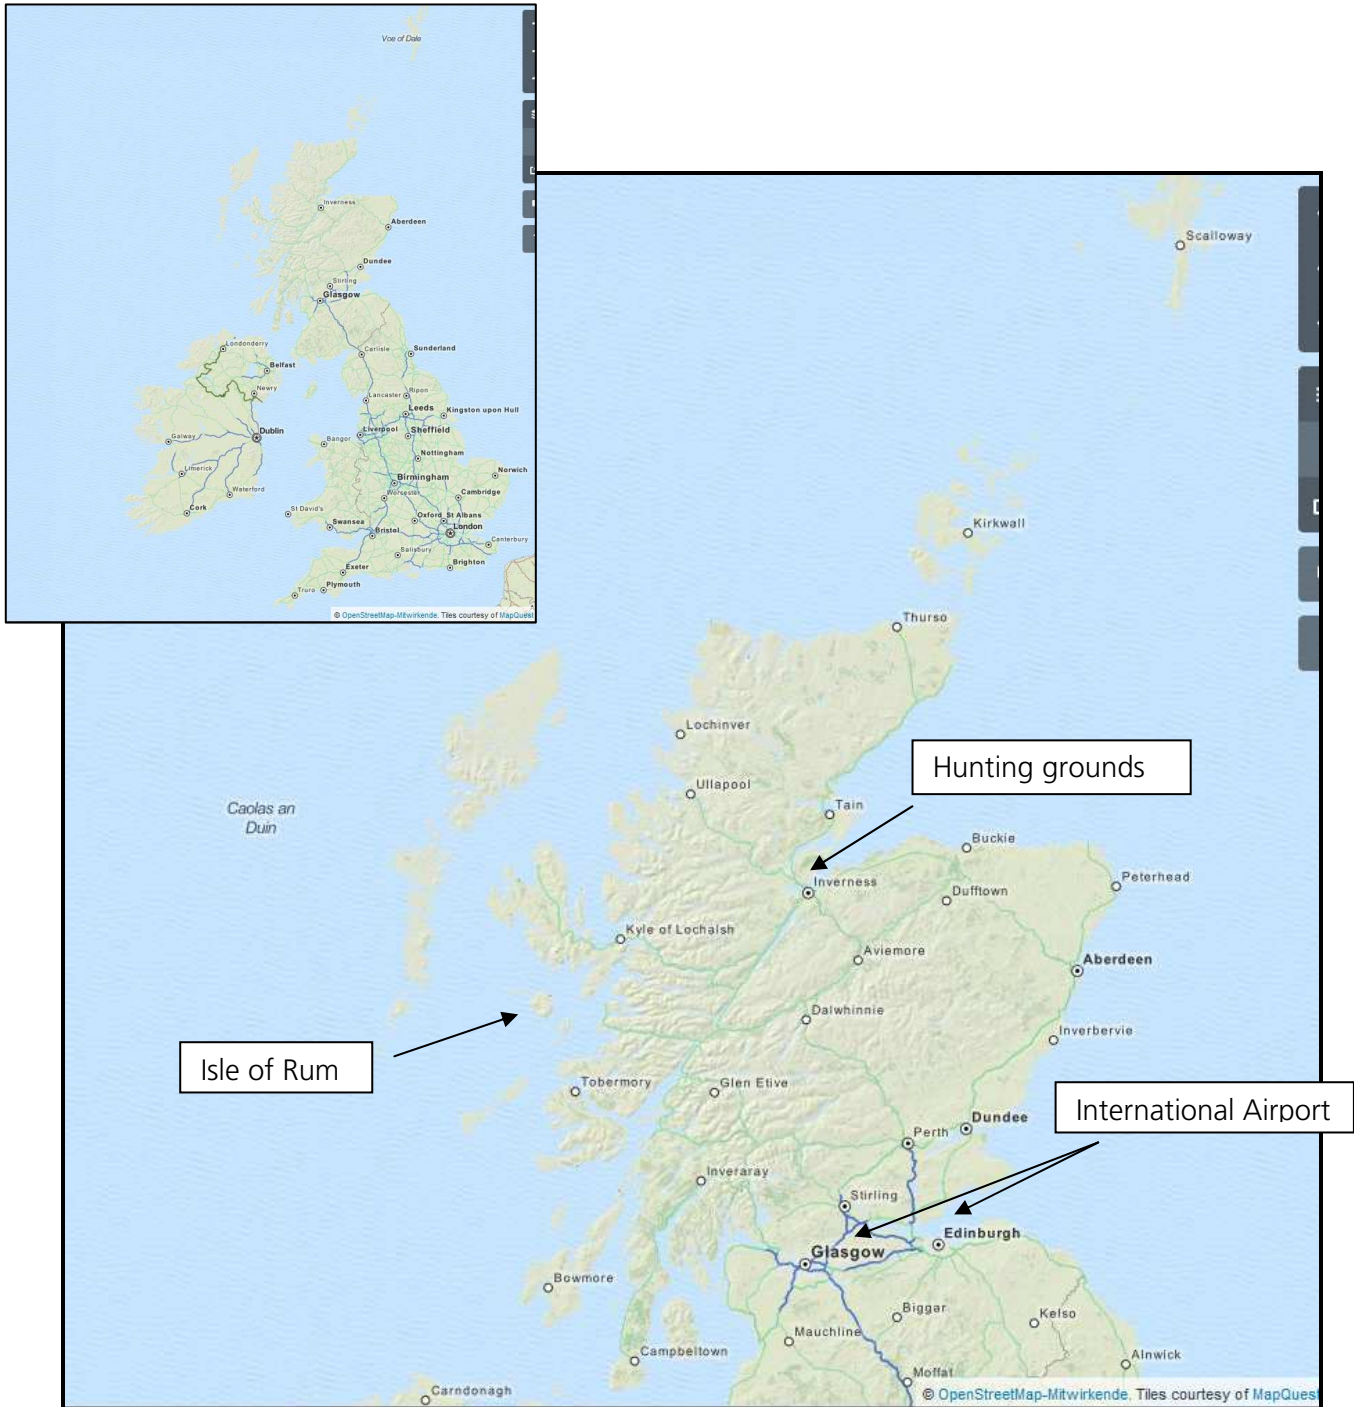 Voe of Dale
Inverness
Aberdeen
Dundee
Stirling
Glasgow
Londonderry
Carlisle
Sunderland
Belfast
Newry
Lancaster
Ripon
Leeds
Kingston upon Hull
Dublin
Liverpool
Sheffield
Galway
Bangor
Nottingham
Limerick
Norwich
Birmingham
Waterford
Worcester
Cambridge
Cork
St David's
Swansea
Oxford
St Albans
Bristol
London
Salisbury
Canterbury
Exeter
Brighton
Truro
Plymouth
© OpenStreetMap-Mitwirkende. Tiles courtesy of MapQuest
Scalloway
Kirkwall
Thurso
Lochinver
Hunting grounds
Ullapool
Caolas an
Duin
Tain
Buckie
Inverness
Dufftown
Peterhead
Kyle of Lochalsh
Aviemore
Aberdeen
Dalwhinnie
Inverbervie
Isle of Rum
Tobermory
Glen Etive
International Airport
Dundee
Perth
Inveraray
Stirling
Edinburgh
Glasgow
Bowmore
Biggar
Kelso
Mauchline
Campbeltown
Alnwick
Moffat
Carndonagh
© OpenStreetMap-Mitwirkende. Tiles courtesy of MapQuest